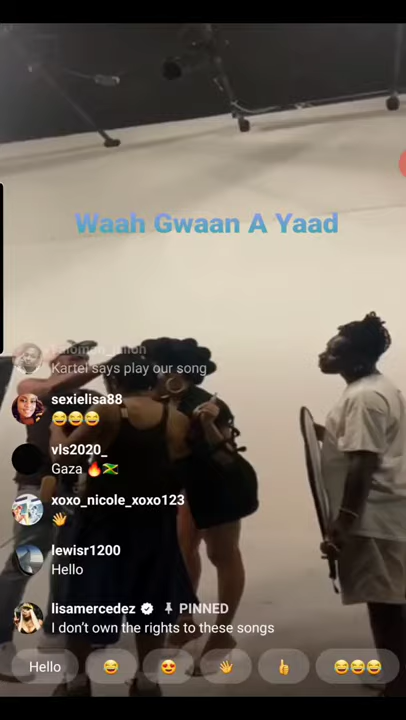 Waah Gwaan A Yaad
Kartel says play our song
sexielisa88
😂😂😂
vls2020_
Gaza 🔥🇯🇲
xoxo_nicole_xoxo123
👋
lewisr1200
Hello
lisamercedez PINNED
I don't own the rights to these songs
Hello 😂 😍 👋 👍 😂😂😂